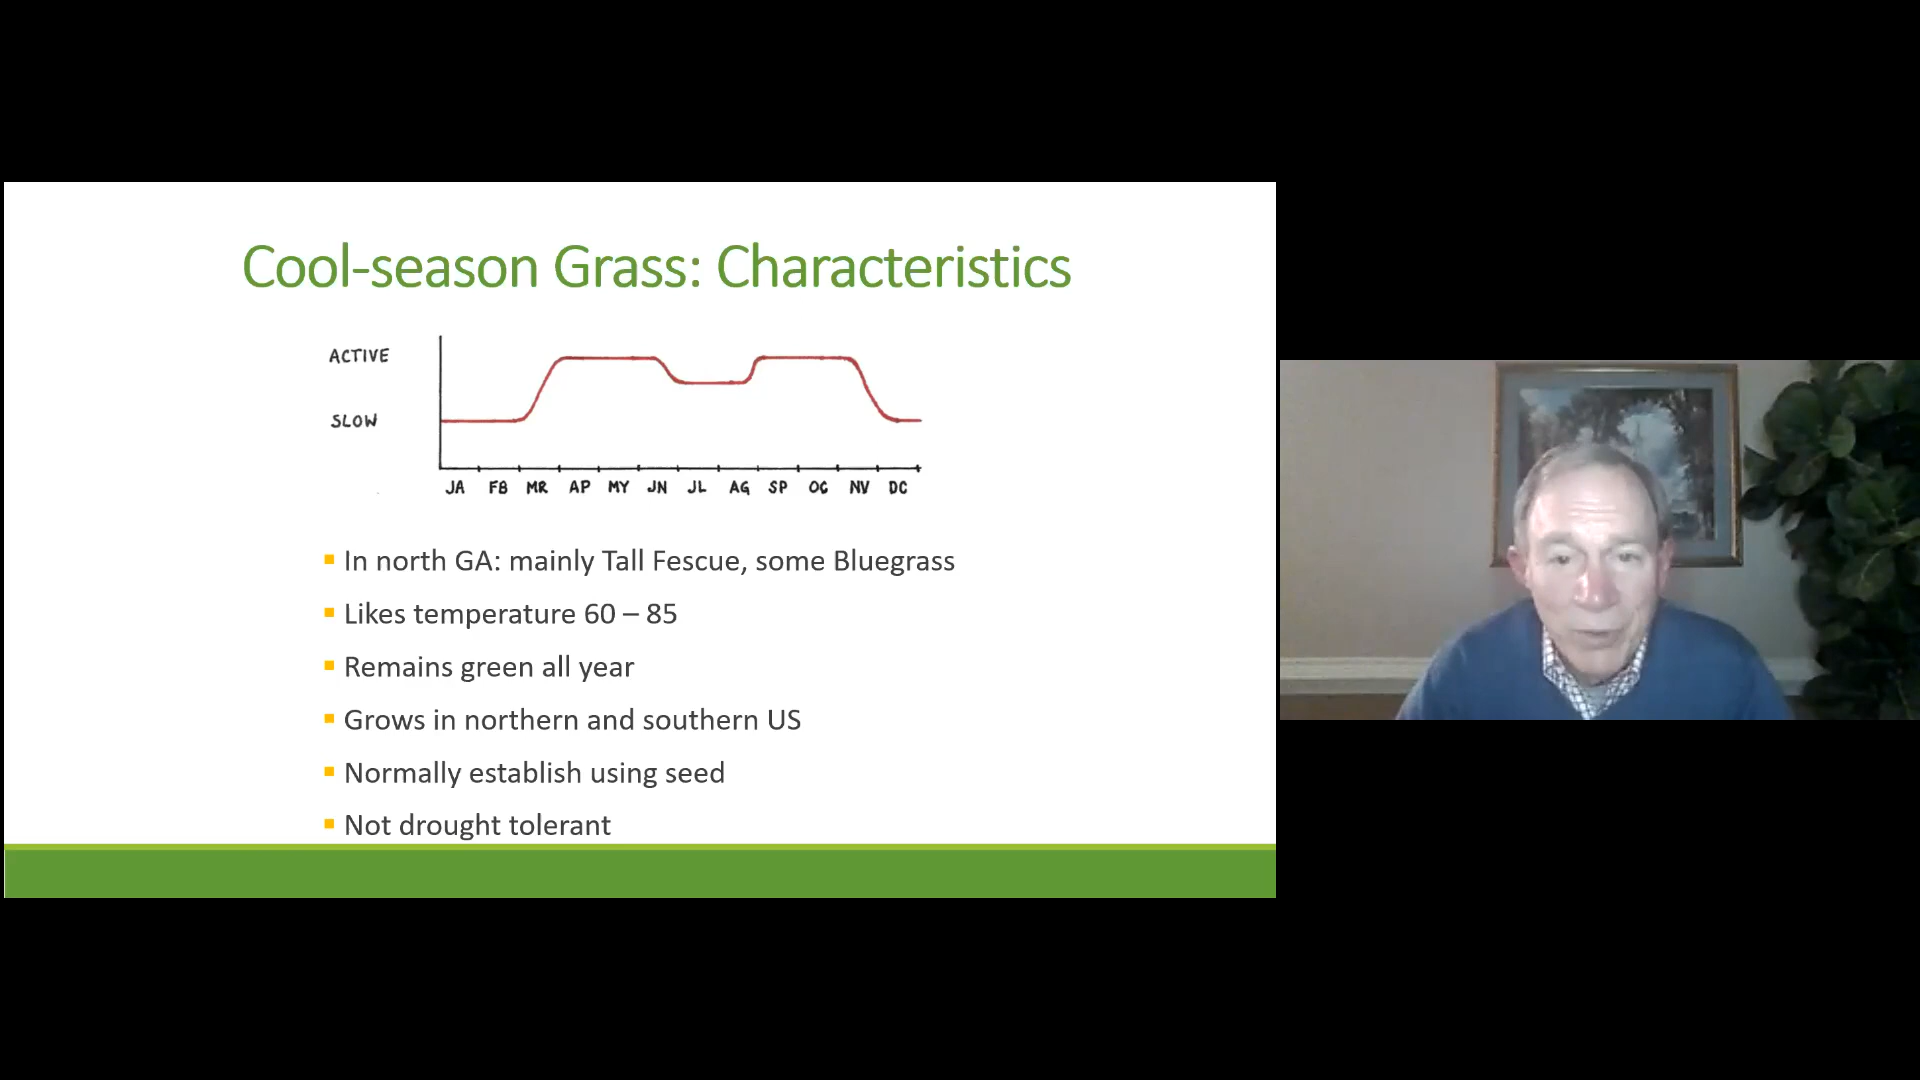 Cool-season Grass: Characteristics
ACTIVE
SLOW
JA FB MR AP MY JN JL AG SP OC NV DC
In north GA: mainly Tall Fescue, some Bluegrass
Likes temperature 60 – 85
Remains green all year
Grows in northern and southern US
Normally establish using seed
Not drought tolerant